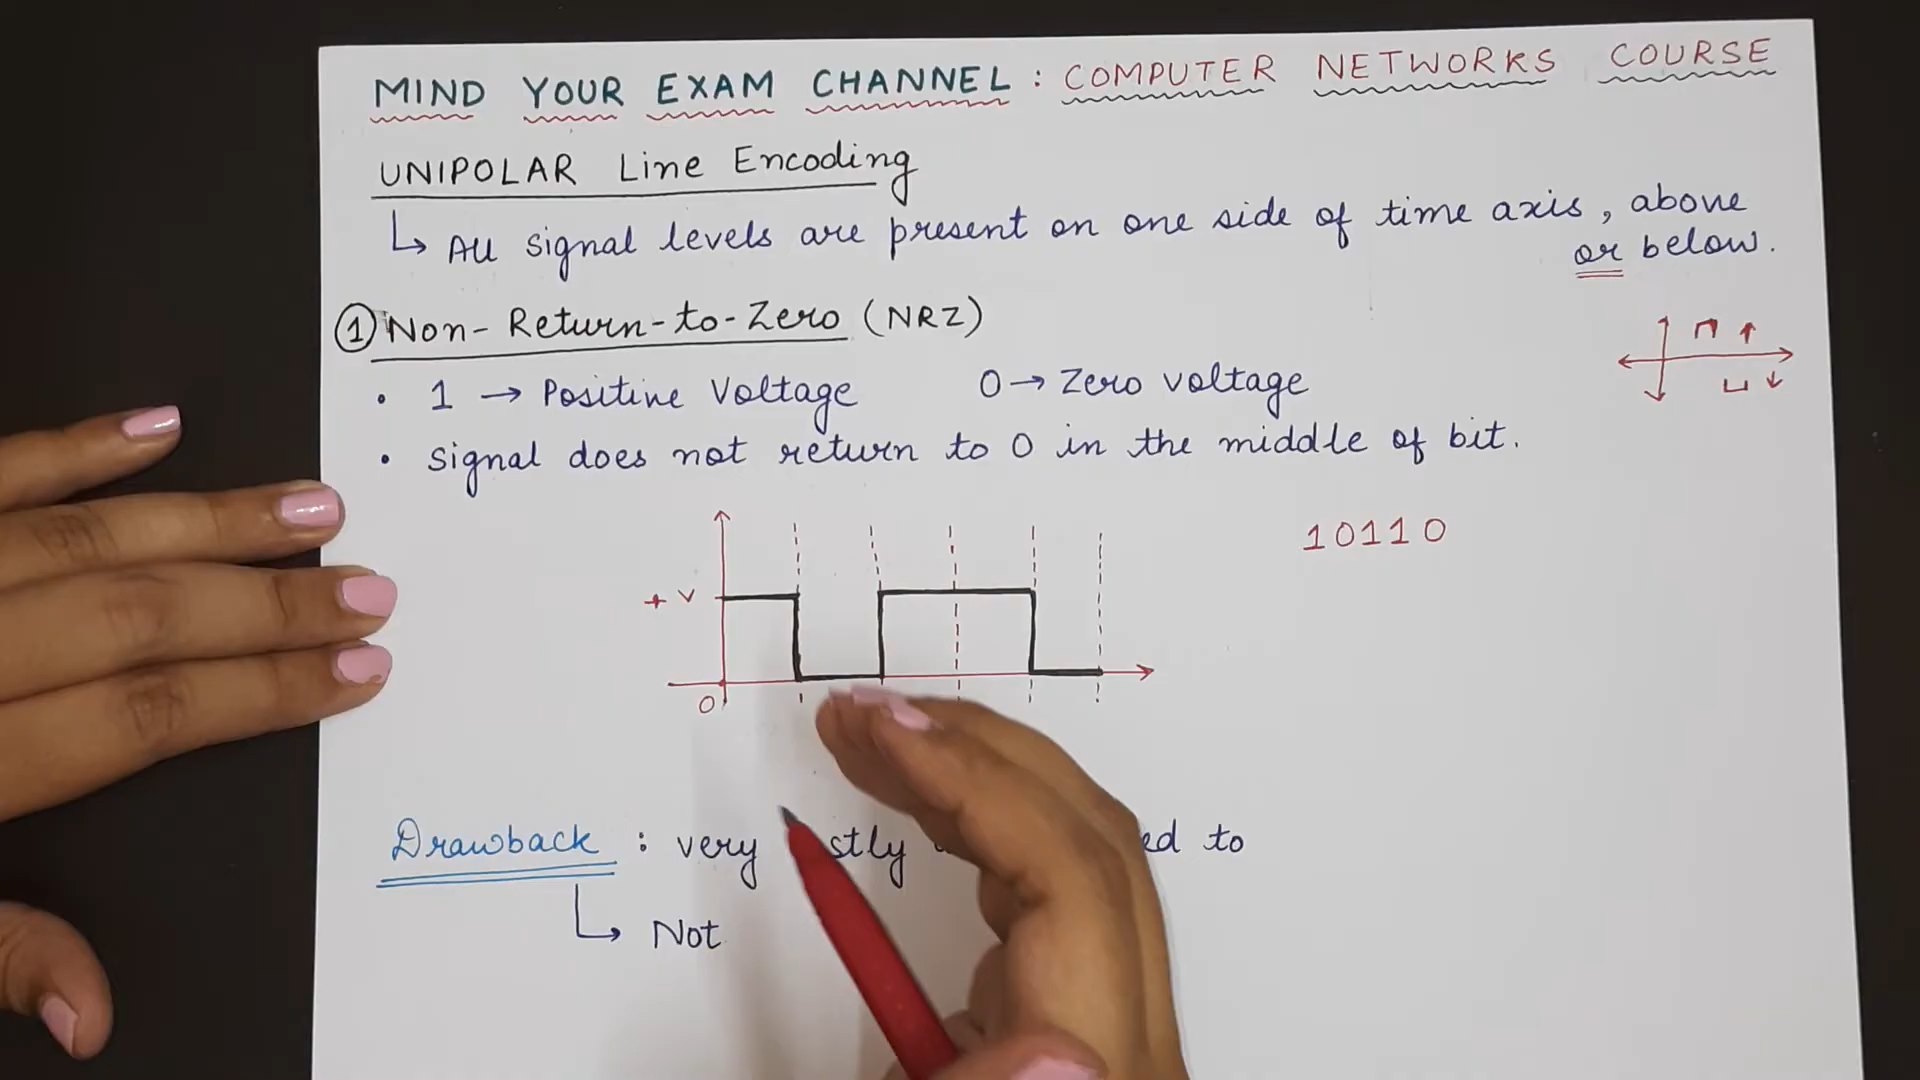 MIND YOUR EXAM CHANNEL : COMPUTER NETWORKS COURSE
UNIPOLAR Line Encoding
All signal levels are present on one side of time axis, above
or below.
① Non-Return-to-Zero (NRZ)
• 1 → Positive Voltage 0 → Zero voltage
• signal does not return to 0 in the middle of bit.
10110
+ V
0
Drawback : very to
Not